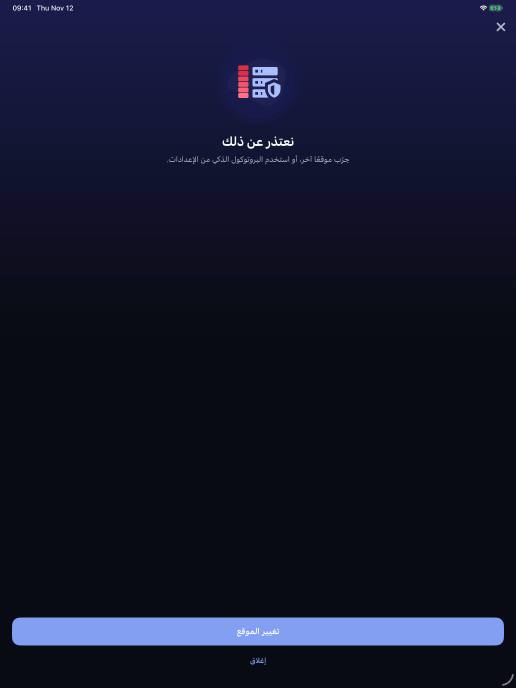 09:41 Thu Nov 12
نعتذر عن ذلك
جرّب موقعًا آخر، أو استخدم البروتوكول الذكي من الإعدادات.
تغيير الموقع
إغلاق